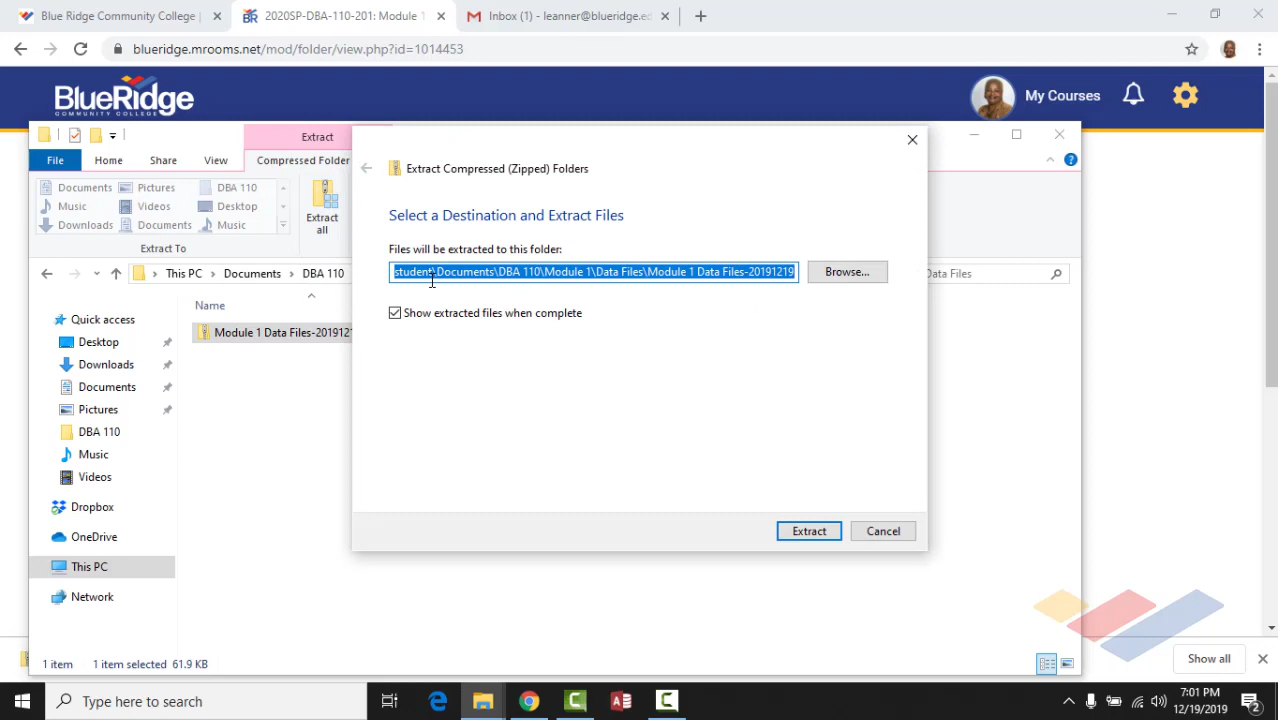 Blue Ridge Community College |
2020SP-DBA-110-201: Module 1
Inbox (1) - leanner@blueridge.ed
blueridge.mrooms.net/mod/folder/view.php?id=1014453
BlueRidge
COMMUNITY COLLEGE
My Courses
Extract
File
Home
Share
View
Compressed Folder
Documents
Pictures
DBA 110
Music
Videos
Desktop
Downloads
Documents
Music
Extract To
Extract
all
This PC
Documents
DBA 110
Data Files
Name
Module 1 Data Files-2019121
Quick access
Desktop
Downloads
Documents
Pictures
DBA 110
Music
Videos
Dropbox
OneDrive
This PC
Network
1 item
1 item selected 61.9 KB
Extract Compressed (Zipped) Folders
Select a Destination and Extract Files
Files will be extracted to this folder:
student\Documents\DBA 110\Module 1\Data Files\Module 1 Data Files-20191219
Browse...
Show extracted files when complete
Extract
Cancel
Show all
Type here to search
7:01 PM
12/19/2019
2